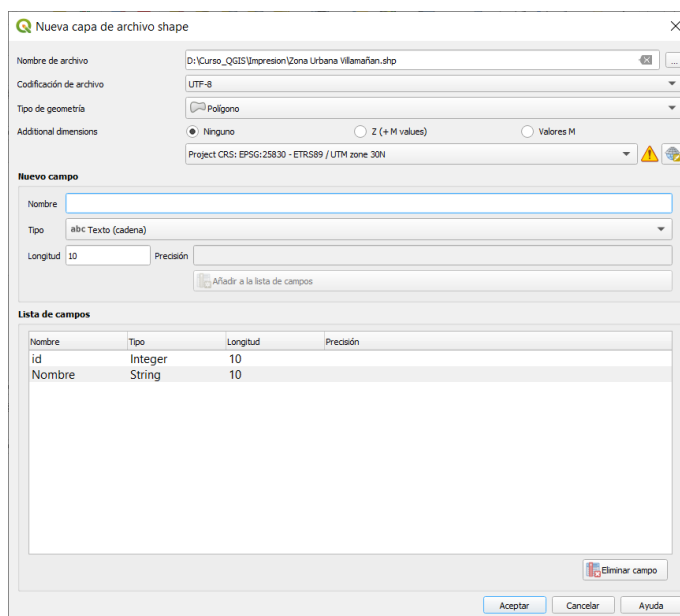 Nueva capa de archivo shape
Nombre de archivo D:\Curso_QGIS\Impresion\Zona Urbana Villamañan.shp ...
Codificación de archivo UTF-8
Tipo de geometría Polígono
Additional dimensions Ninguno Z (+ M values) Valores M
Project CRS: EPSG:25830 - ETRS89 / UTM zone 30N
Nuevo campo
Nombre
Tipo abc Texto (cadena)
Longitud 10 Precisión
Añadir a la lista de campos
Lista de campos
Nombre Tipo Longitud Precisión
id Integer 10
Nombre String 10
Eliminar campo
Aceptar Cancelar Ayuda